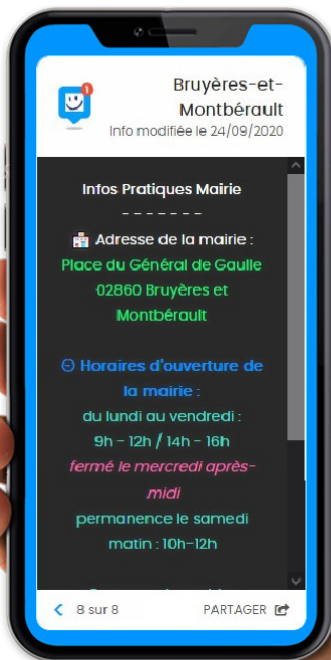 1
Bruyères-et-
Montbérault
Info modifiée le 24/09/2020
Infos Pratiques Mairie
- - - - - - -
Adresse de la mairie :
Place du Général de Gaulle
02860 Bruyères et
Montbérault
Horaires d'ouverture de
la mairie :
du lundi au vendredi :
9h - 12h / 14h - 16h
fermé le mercredi après-
midi
permanence le samedi
matin : 10h-12h
8 sur 8
PARTAGER